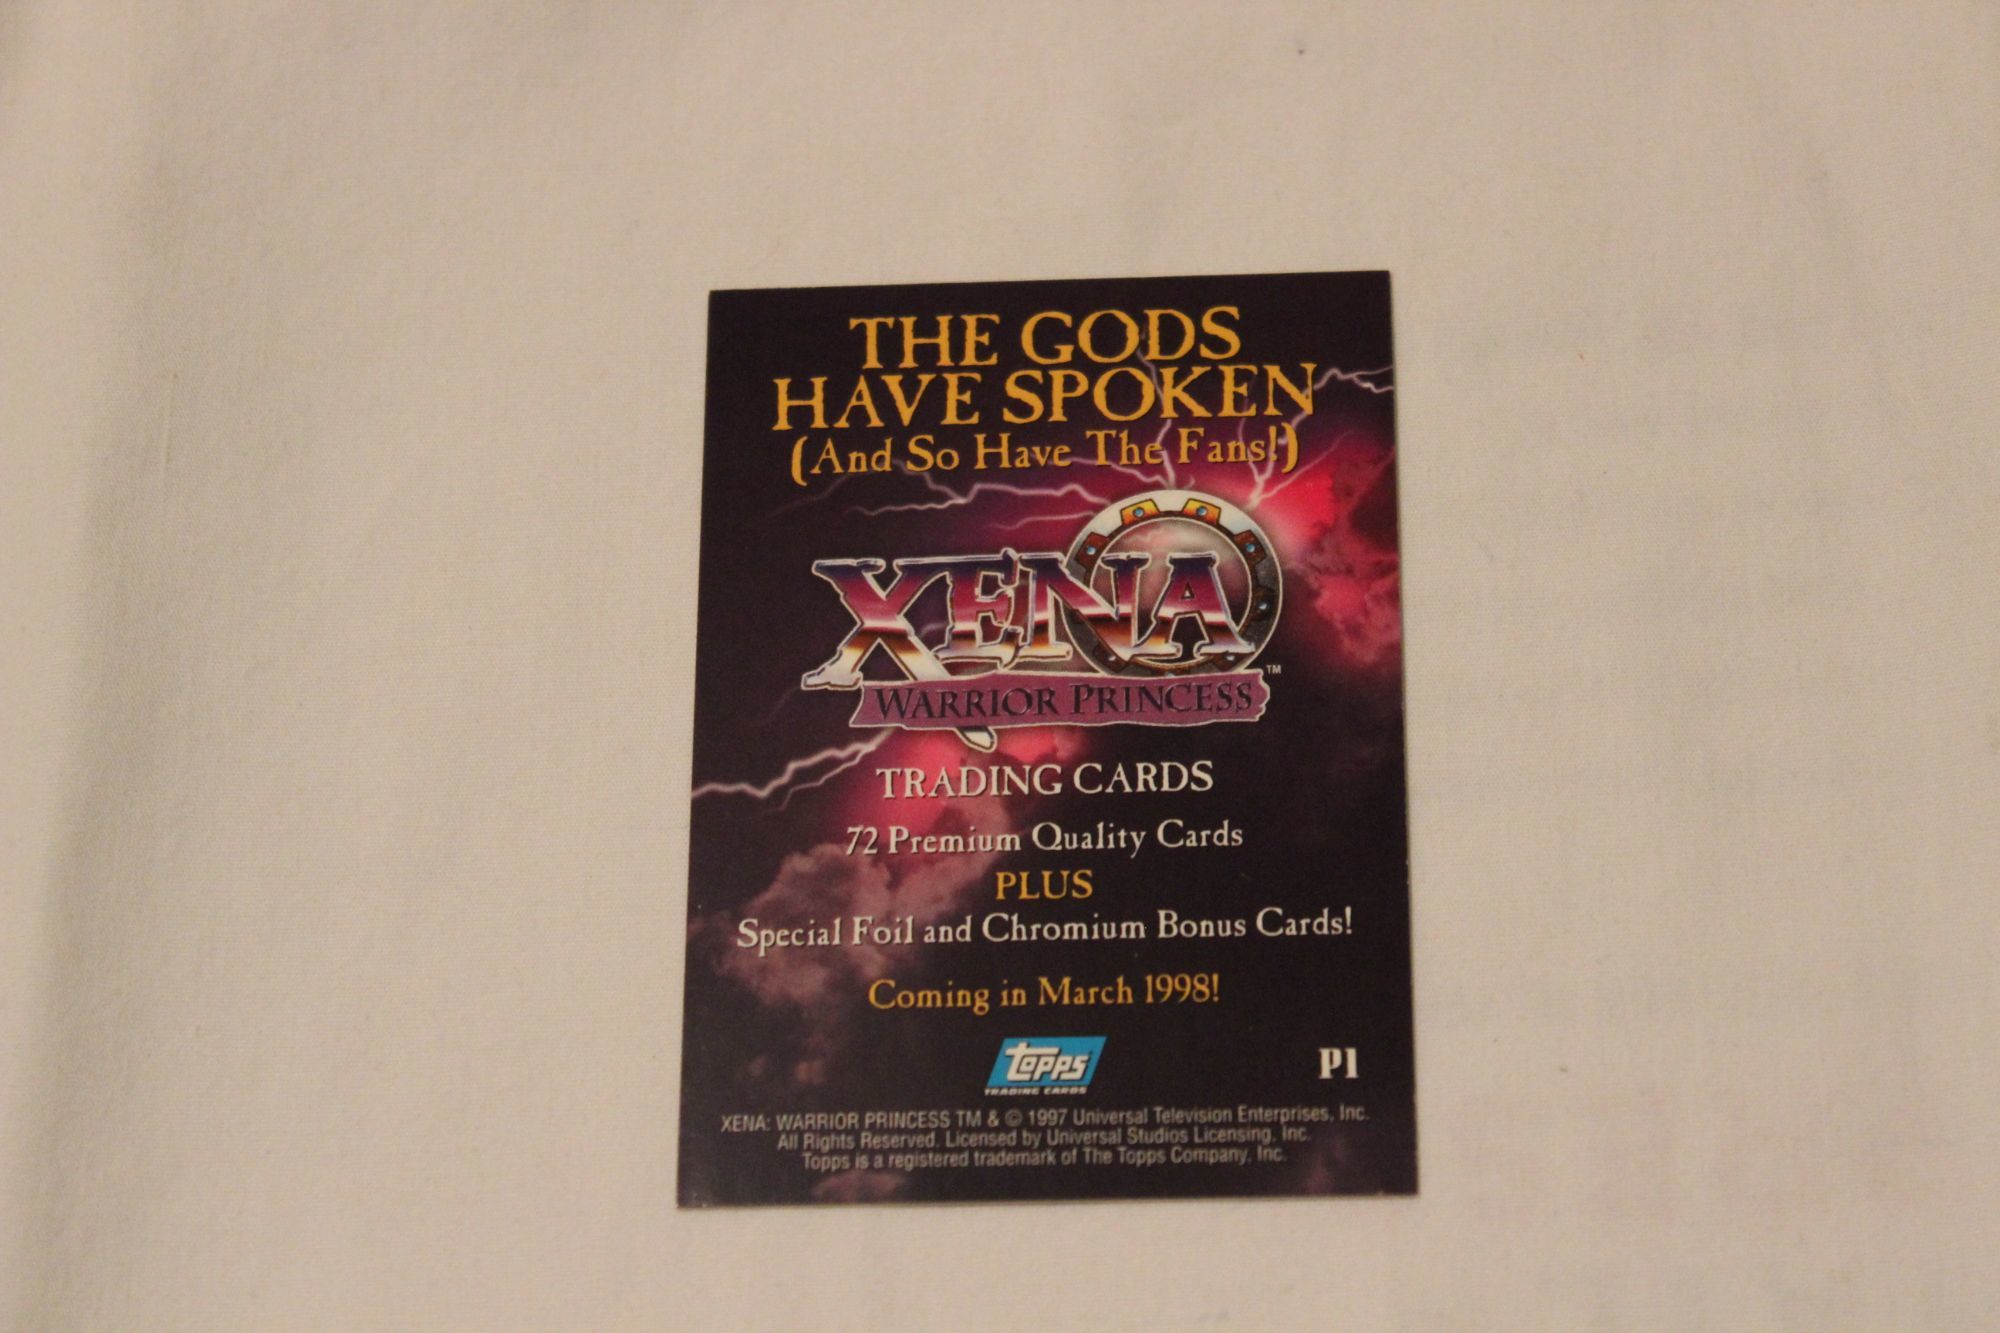 THE GODS
HAVE SPOKEN
(And So Have The Fans!)
XENA
WARRIOR PRINCESS™
TRADING CARDS
72 Premium Quality Cards
PLUS
Special Foil and Chromium Bonus Cards!
Coming in March 1998!
topps
TRADING CARDS
P1
XENA: WARRIOR PRINCESS TM & © 1997 Universal Television Enterprises, Inc.
All Rights Reserved. Licensed by Universal Studios Licensing, Inc.
Topps is a registered trademark of The Topps Company, Inc.